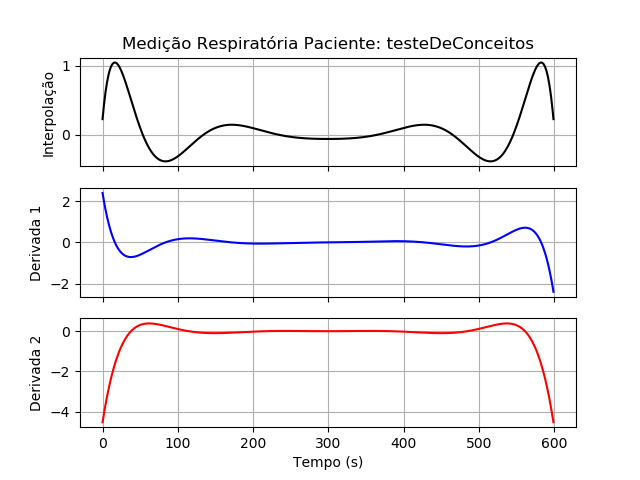 Medição Respiratória Paciente: testeDeConceitos
1
0
Interpolação
2
0
−2
Derivada 1
0
−2
−4
Derivada 2
0 100 200 300 400 500 600
Tempo (s)